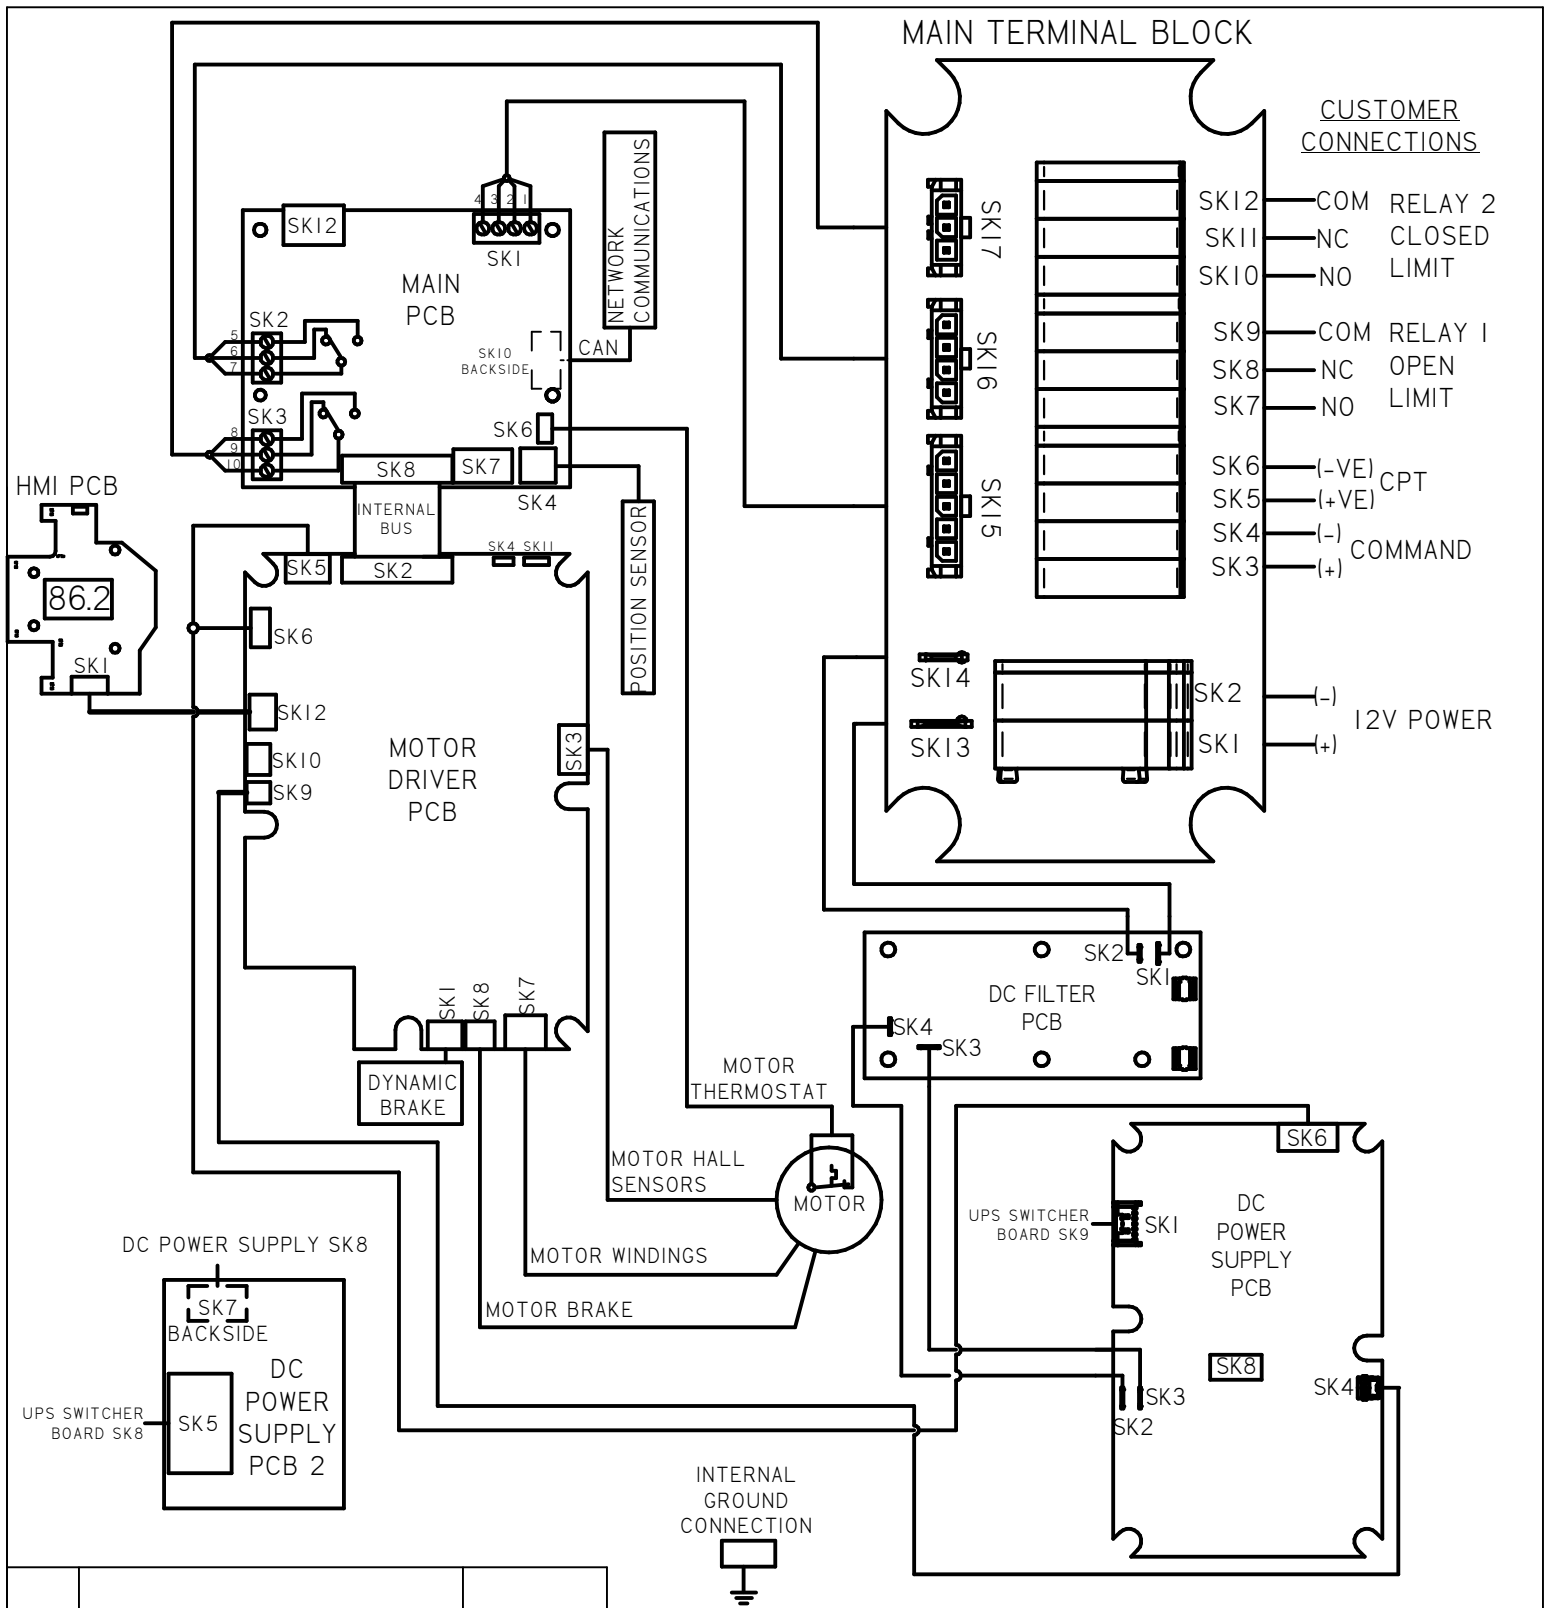 MAIN TERMINAL BLOCK
CUSTOMER
CONNECTIONS
SK17
SK16
SK15
SK14
SK13
SK12
COM
SK11
NC
SK10
NO
RELAY 2
CLOSED
LIMIT
SK9
COM
SK8
NC
SK7
NO
RELAY 1
OPEN
LIMIT
SK6
(-VE)
SK5
(+VE)
CPT
SK4
(-)
SK3
(+)
COMMAND
SK2
(-)
SK1
(+)
12V POWER
SK12
4 3 2 1
SK1
MAIN
PCB
NETWORK
COMMUNICATIONS
SK2
5
6
7
SK10
BACKSIDE
CAN
SK3
8
9
10
SK6
SK8
SK7
SK4
INTERNAL
BUS
POSITION SENSOR
HMI PCB
86.2
SK1
SK5
SK2
SK4 SK11
SK6
SK12
SK10
SK9
SK3
MOTOR
DRIVER
PCB
SK1
SK8
SK7
DYNAMIC
BRAKE
MOTOR
THERMOSTAT
MOTOR HALL
SENSORS
MOTOR
MOTOR WINDINGS
MOTOR BRAKE
SK2
SK1
DC FILTER
PCB
SK4
SK3
SK6
UPS SWITCHER
BOARD SK9
SK1
DC
POWER
SUPPLY
PCB
SK8
SK4
SK3
SK2
DC POWER SUPPLY SK8
SK7
BACKSIDE
DC
POWER
SUPPLY
PCB 2
UPS SWITCHER
BOARD SK8
SK5
INTERNAL
GROUND
CONNECTION